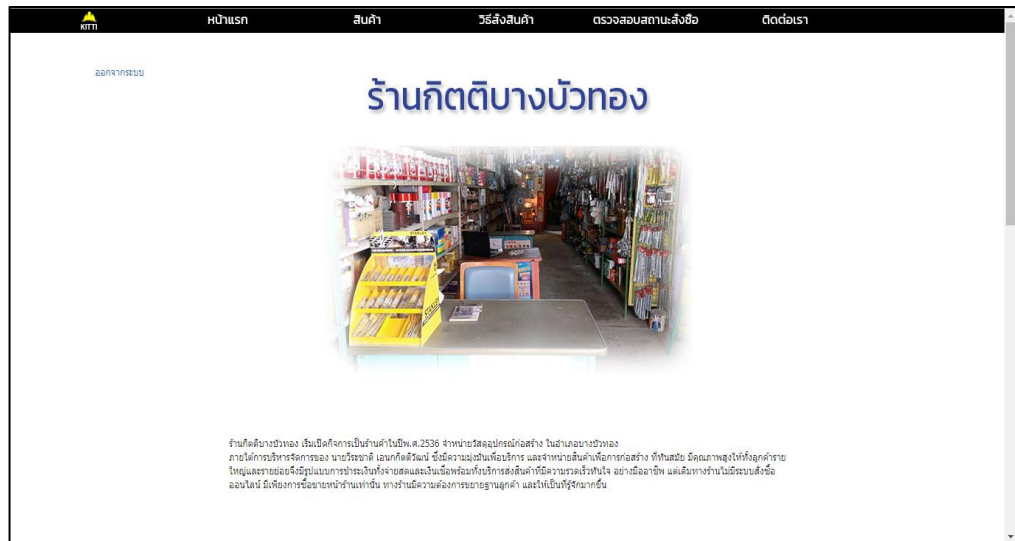 KITTI
หน้าแรก สินค้า วิธีสั่งสินค้า ตรวจสอบสถานะสั่งซื้อ ติดต่อเรา
ออกจากระบบ
ร้านกิตติบางบัวทอง
STANLEY
STANLEY
ร้านกิตติบางบัวทอง เริ่มเปิดกิจการเป็นร้านค้าในปีพ.ศ.2536 จำหน่ายวัสดุอุปกรณ์ก่อสร้าง ในอำเภอบางบัวทอง
ภายใต้การบริหารจัดการของ นายวีระชาติ เอนกกิตติวัฒน์ ซึ่งมีความมุ่งมั่นเพื่อบริการ และจำหน่ายสินค้าเพื่อการก่อสร้าง ที่ทันสมัย มีคุณภาพสูงให้ทั้งลูกค้าราย
ใหญ่และรายย่อยจึงมีรูปแบบการชำระเงินทั้งจ่ายสดและเงินเชื่อพร้อมทั้งบริการส่งสินค้าที่มีความรวดเร็วทันใจ อย่างมืออาชีพ แต่เดิมทางร้านไม่มีระบบสั่งซื้อ
ออนไลน์ มีเพียงการซื้อขายหน้าร้านเท่านั้น ทางร้านมีความต้องการขยายฐานลูกค้า และให้เป็นที่รู้จักมากขึ้น